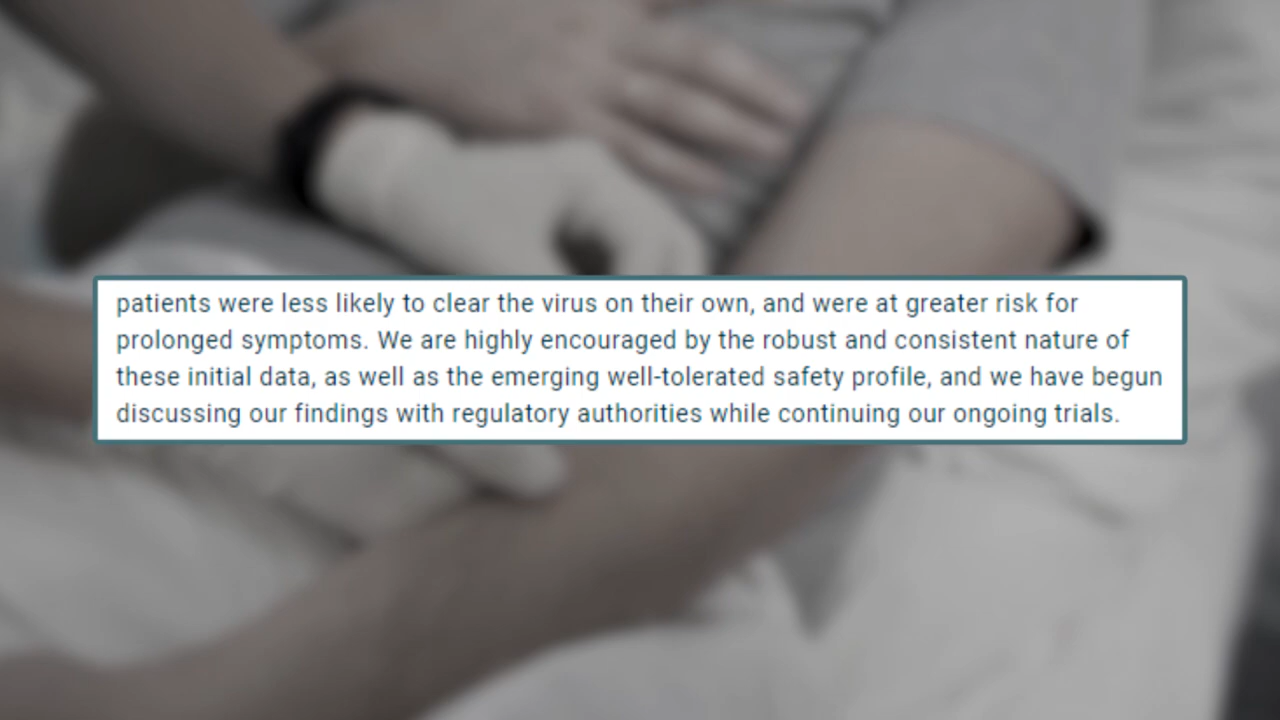 patients were less likely to clear the virus on their own, and were at greater risk for
prolonged symptoms. We are highly encouraged by the robust and consistent nature of
these initial data, as well as the emerging well-tolerated safety profile, and we have begun
discussing our findings with regulatory authorities while continuing our ongoing trials.